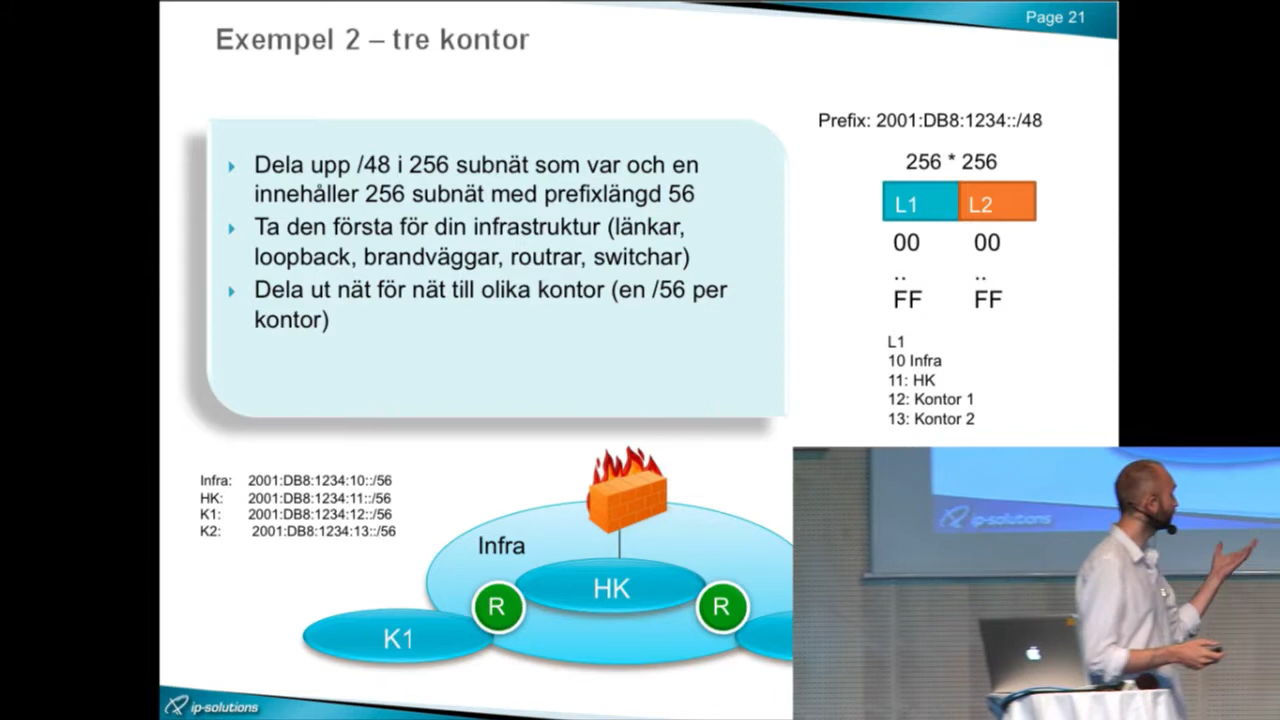 Page 21
Exempel 2 – tre kontor
Dela upp /48 i 256 subnät som var och en
innehåller 256 subnät med prefixlängd 56
Ta den första för din infrastruktur (länkar,
loopback, brandväggar, routrar, switchar)
Dela ut nät för nät till olika kontor (en /56 per
kontor)
Prefix: 2001:DB8:1234::/48
256 * 256
L1 L2
00 00
.. ..
FF FF
L1
10 Infra
11: HK
12: Kontor 1
13: Kontor 2
Infra: 2001:DB8:1234:10::/56
HK: 2001:DB8:1234:11::/56
K1: 2001:DB8:1234:12::/56
K2: 2001:DB8:1234:13::/56
Infra
HK
R R
K1
ip-solutions
ip-solutions